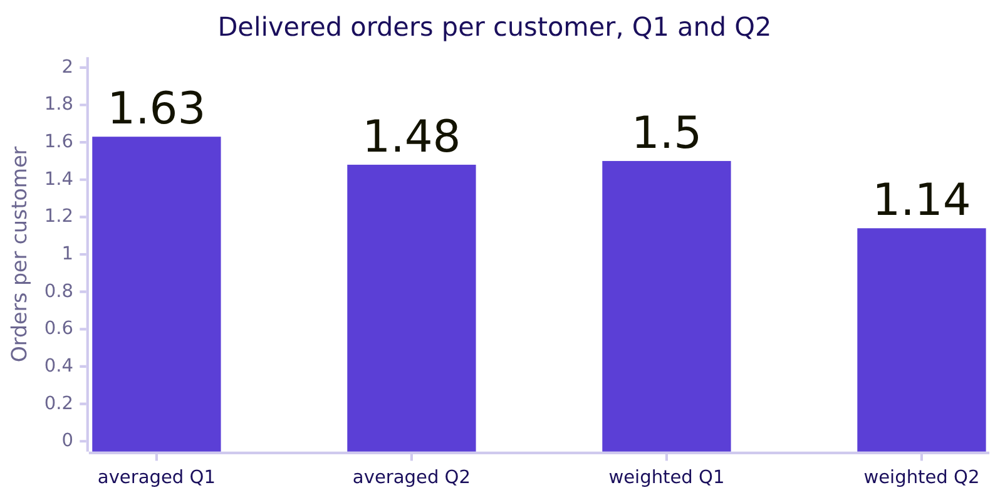 Delivered orders per customer, Q1 and Q2
Orders per customer
2
1.8
1.6
1.4
1.2
1
0.8
0.6
0.4
0.2
0
1.63
1.48
1.5
1.14
averaged Q1
averaged Q2
weighted Q1
weighted Q2